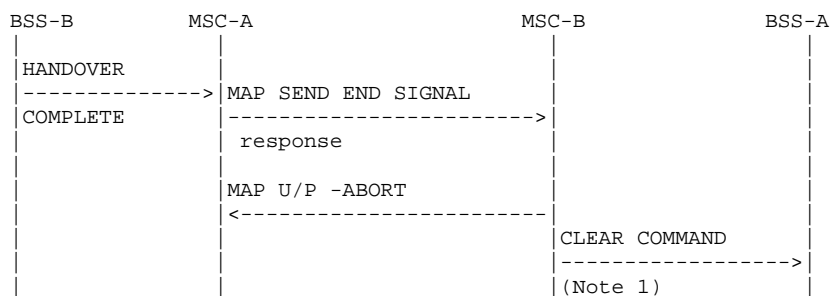 BSS-B MSC-A MSC-B BSS-A
HANDOVER
MAP SEND END SIGNAL
COMPLETE
response
MAP U/P -ABORT
CLEAR COMMAND
(Note 1)